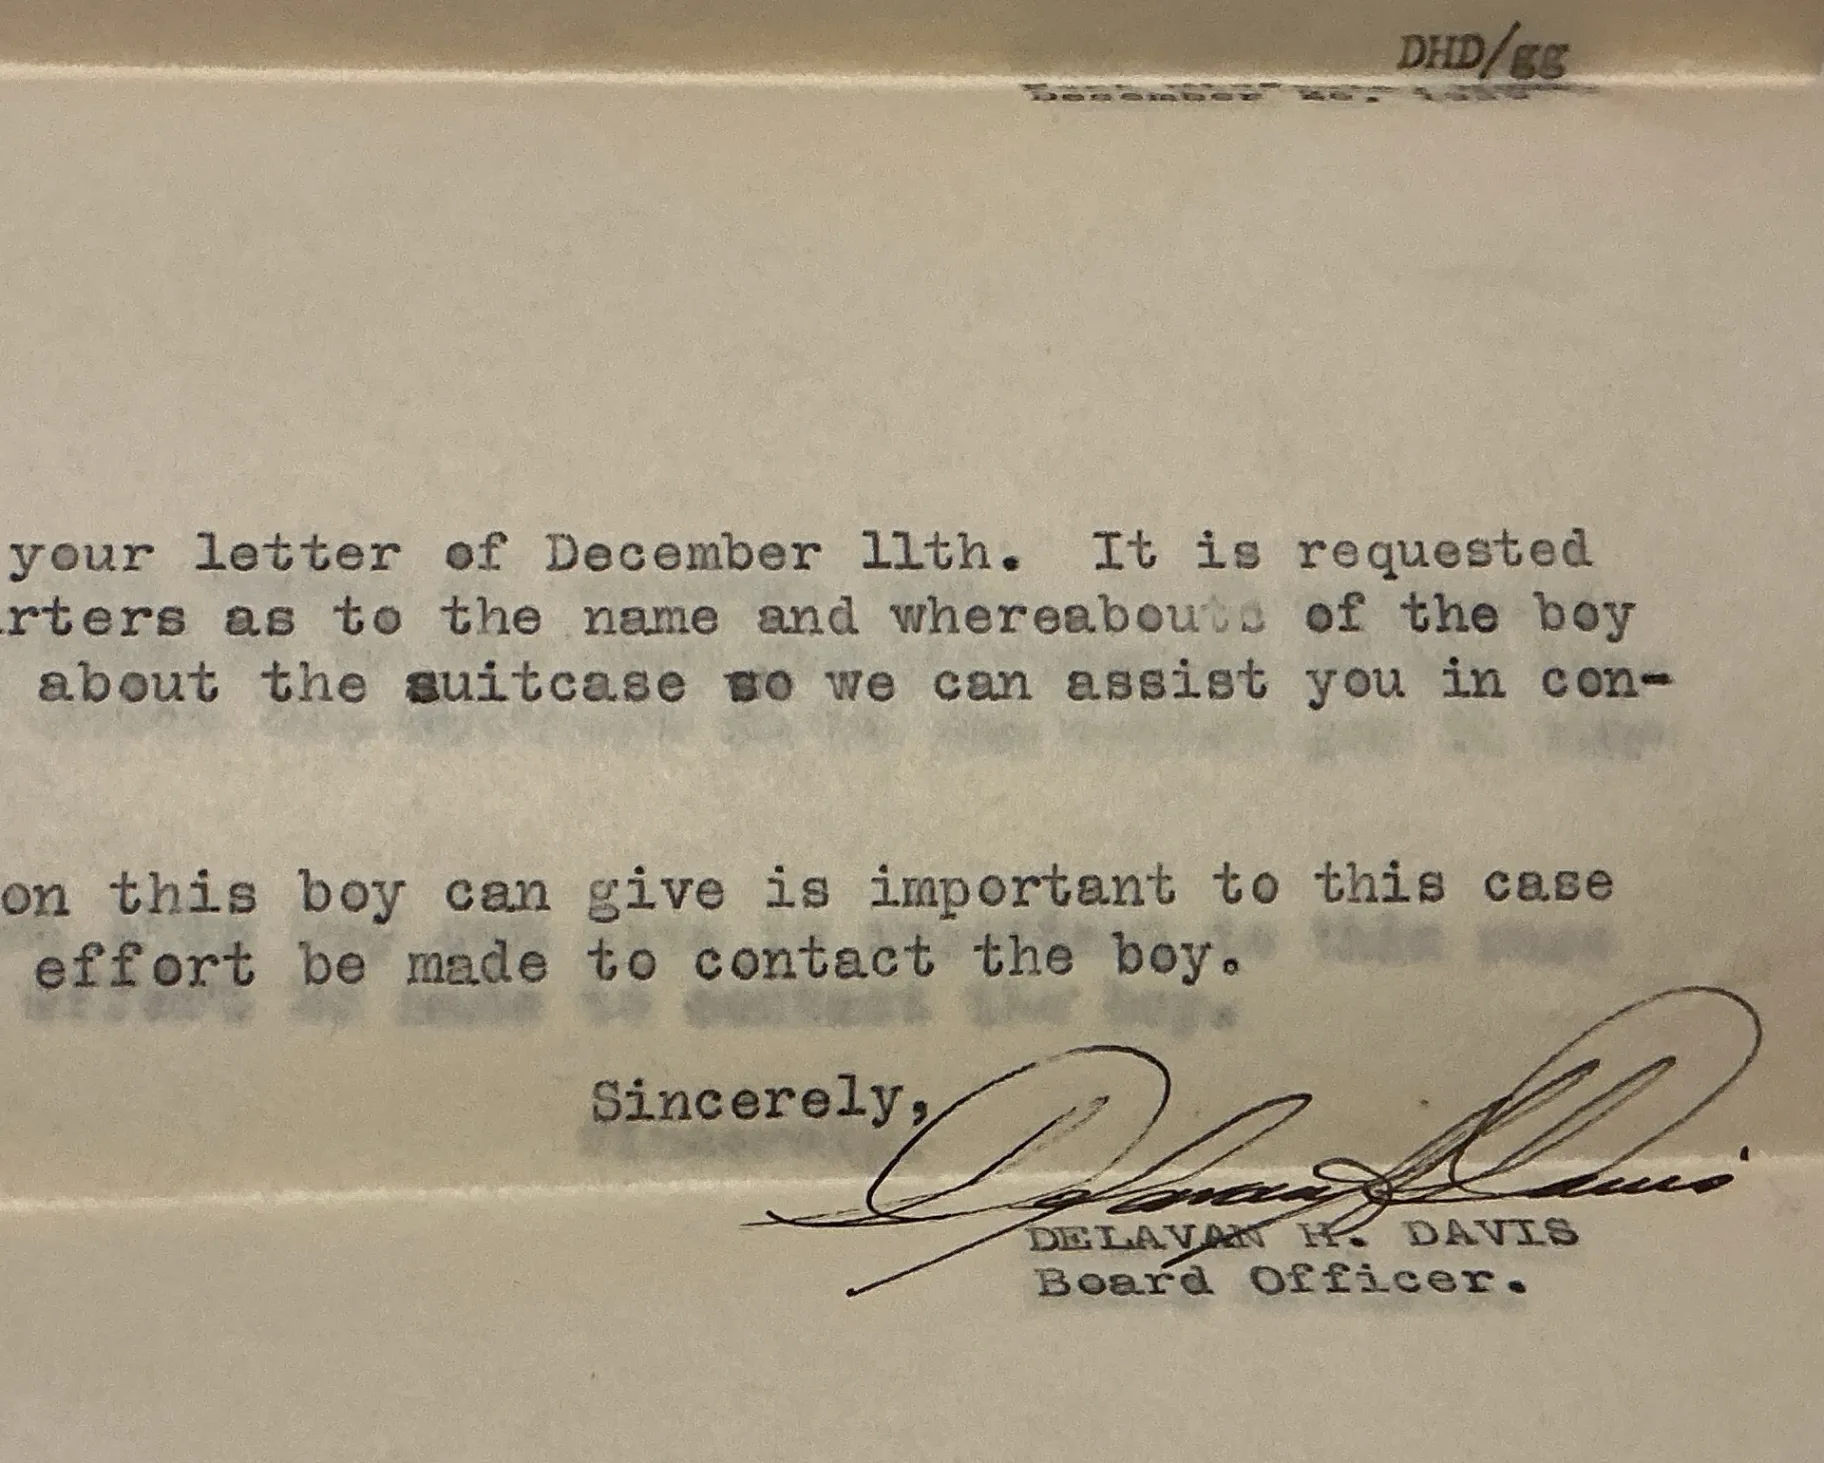 DHD/gg
December
your letter of December 11th. It is requested
rters as to the name and whereabouts of the boy
about the suitcase so we can assist you in con-
on this boy can give is important to this case
effort be made to contact the boy.
Sincerely,
DELAVAN H. DAVIS
Board Officer.